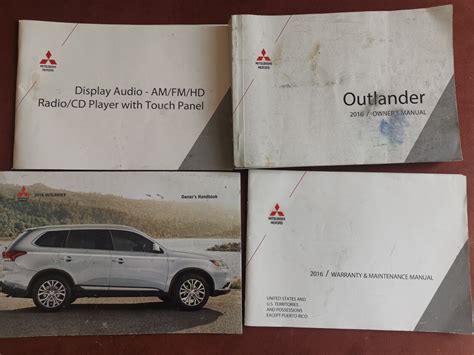 MITSUBISHI
MOTORS
Display Audio - AM/FM/HD
Radio/CD Player with Touch Panel
MITSUBISHI
MOTORS
Outlander
2016 / OWNER'S MANUAL
2016 OUTLANDER
Owner's Handbook
MITSUBISHI
MOTORS
2016 / WARRANTY & MAINTENANCE MANUAL
UNITED STATES AND
U.S. TERRITORIES
AND POSSESSIONS
EXCEPT PUERTO RICO